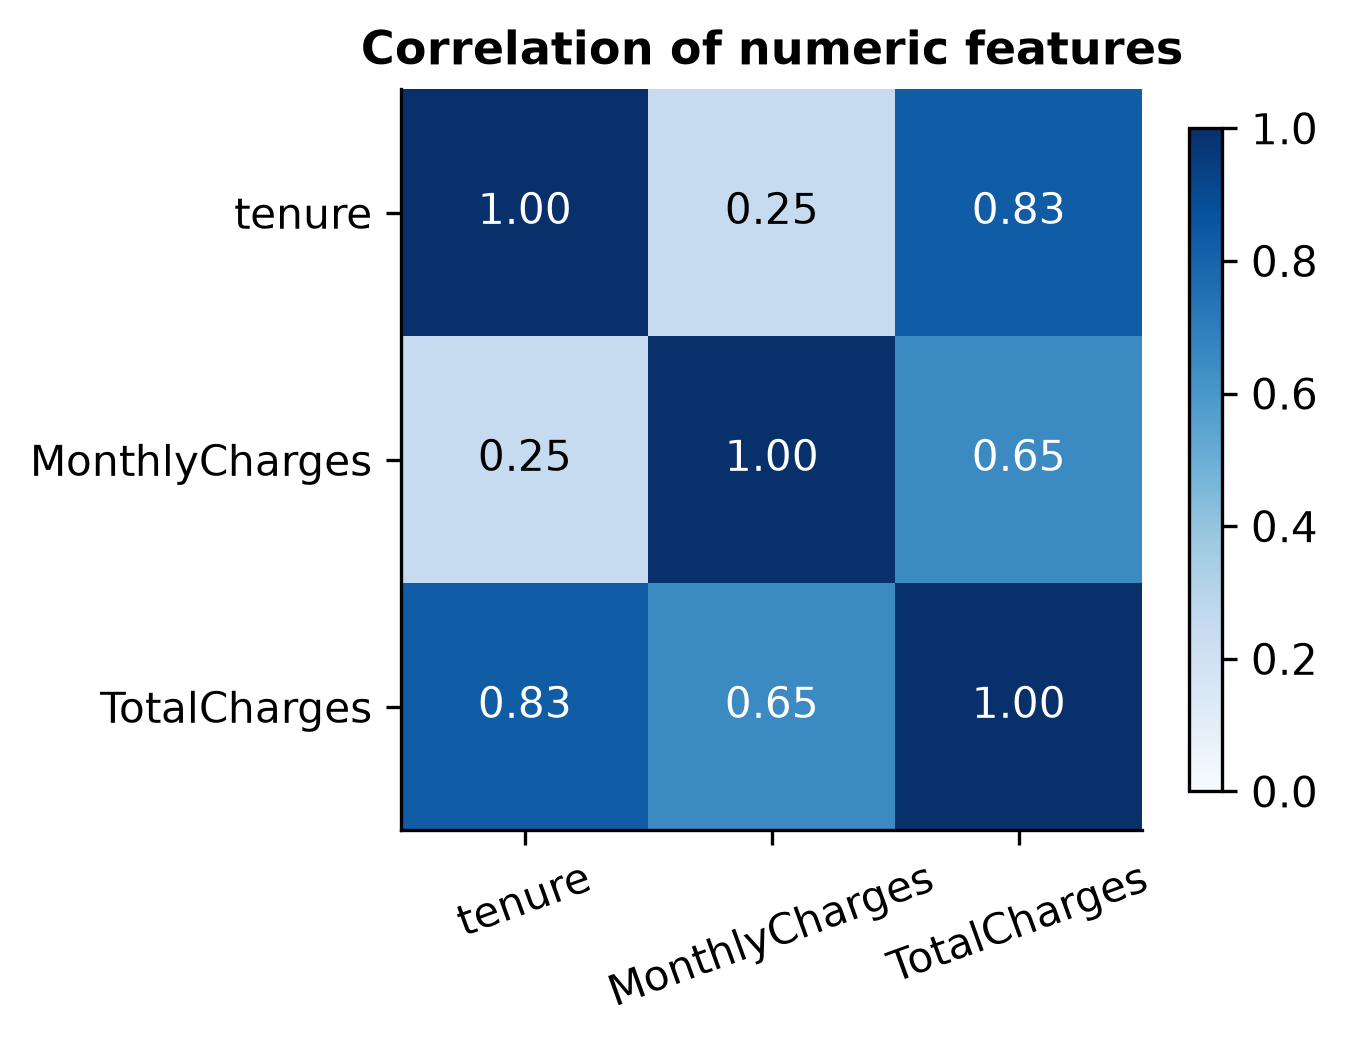 Correlation of numeric features
tenure
1.00
0.25
0.83
MonthlyCharges
0.25
1.00
0.65
TotalCharges
0.83
0.65
1.00
tenure
MonthlyCharges
TotalCharges
1.0
0.8
0.6
0.4
0.2
0.0